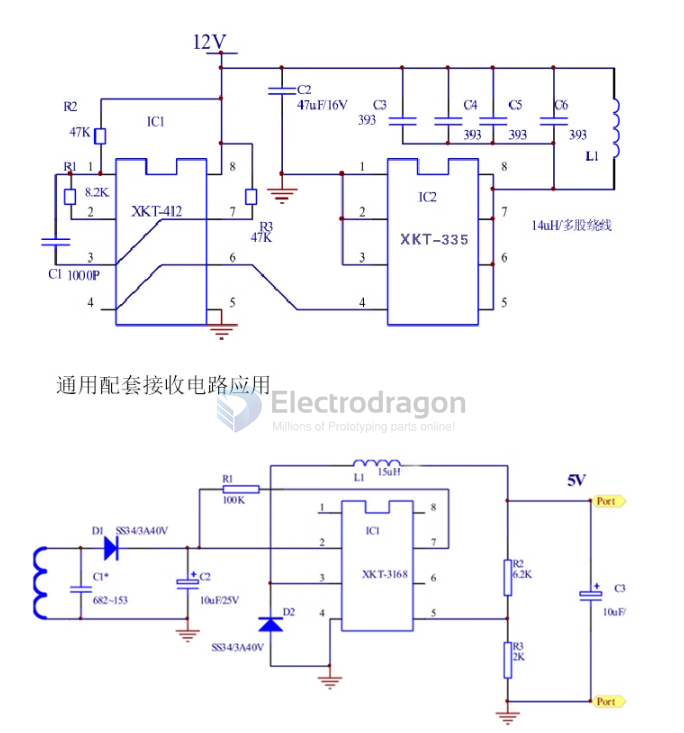 12V
R2
47K
IC1
C2
47uF/16V
C3
393
C4
393
C5
393
C6
393
L1
R1
8.2K
1
8
XKT-412
2
7
R3
47K
3
6
C1 1000P
4
5
1
8
IC2
2
7
XKT-335
14uH/多股绕线
3
6
4
5
通用配套接收电路应用
Electrodragon
Millions of Prototyping parts online!
L1
15uH
5V
Port
R1
100K
1
8
IC1
D1
SS34/3A40V
2
7
XKT-3168
R2
6.2K
C1*
682~153
C2
10uF/25V
3
6
C3
10uF/
4
5
D2
SS34/3A40V
R3
2K
Port